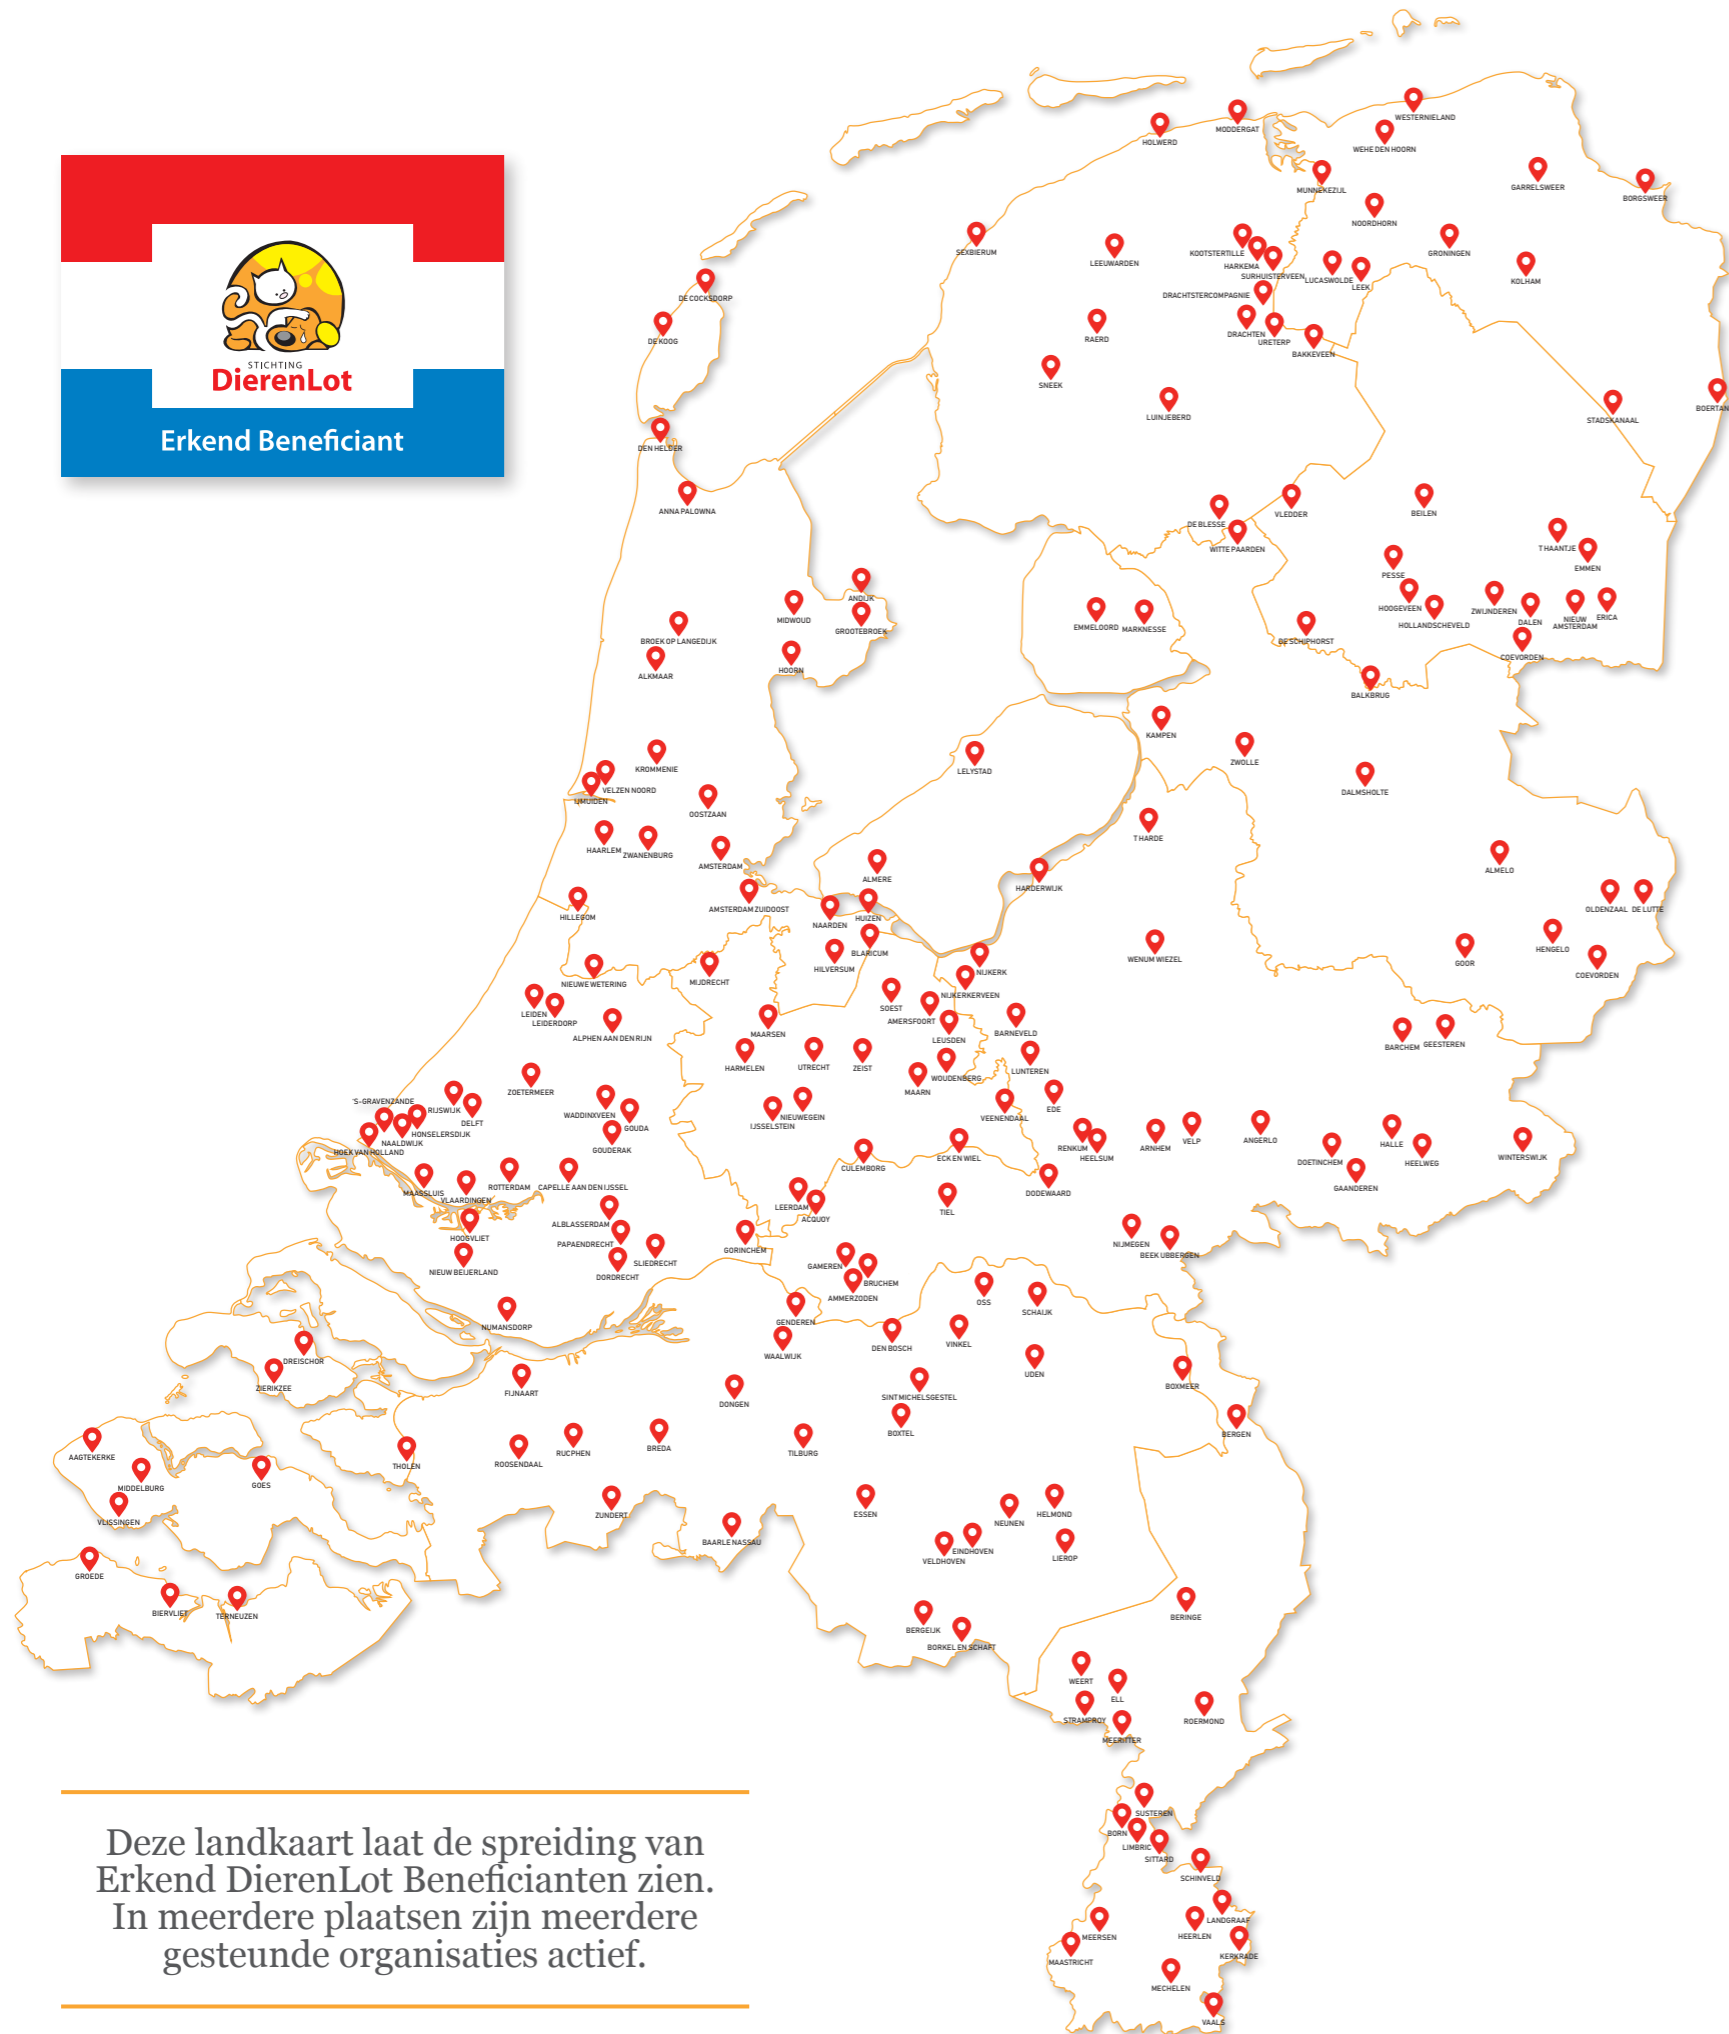 STICHTING
DierenLot
Erkend Beneficiant
WESTERNIELAND
MODDERGAT
HOLWERD
WEHE DEN HOORN
GARRELSWEER
MUNNEKEZIJL
BORGSWEER
NOORDHORN
SEXBIERUM
LEEUWARDEN
KOOTSTERTILLE
HARKEMA
SURHUISTERVEEN
LUCASWOLDE
LEEK
GRONINGEN
KOLHAM
DE COCKSDORP
DRACHTSTERCOMPAGNIE
DE KOOG
RAERD
DRACHTEN
URETERP
BAKKEVEEN
SNEEK
LUINJEBERD
STADSKANAAL
BOERTAN
DEN HELDER
ANNA PALOWNA
DE BLESSE
VLEDDER
BEILEN
WITTE PAARDEN
T HAANTJE
EMMEN
PESSE
ANDIJK
MIDWOUD
GROOTEBROEK
EMMELOORD
MARKNESSE
HOOGEVEEN
HOLLANDSCHEVELD
ZWIJNDEREN
DALEN
NIEUW
AMSTERDAM
ERICA
BROEK OP LANGEDIJK
DE SCHIPHORST
COEVORDEN
ALKMAAR
HOORN
BALKBRUG
KAMPEN
ZWOLLE
KROMMENIE
LELYSTAD
DALMSHOLTE
VELZEN NOORD
IJMUIDEN
OOSTZAAN
T HARDE
HAARLEM
ZWANENBURG
AMSTERDAM
ALMERE
HARDERWIJK
ALMELO
HILLEGOM
AMSTERDAM ZUIDOOST
NAARDEN
HUIZEN
OLDENZAAL
DE LUTTE
BLARICUM
HILVERSUM
WENUM WIEZEL
HENGELO
GOOR
COEVORDEN
NIEUWE WETERING
MIJDRECHT
NIJKERK
NIJKERKERVEEN
LEIDEN
LEIDERDORP
SOEST
AMERSFOORT
ALPHEN AAN DEN RIJN
MAARSEN
LEUSDEN
BARNEVELD
BARCHEM
GEESTEREN
HARMELEN
UTRECHT
ZEIST
LUNTEREN
ZOETERMEER
MAARN
WOUDENBERG
'S-GRAVENZANDE
RIJSWIJK
DELFT
WADDINXVEEN
GOUDA
IJSSELSTEIN
NIEUWEGEIN
VEENENDAAL
EDE
NAALDWIJK
HONSELERSDIJK
HOEK VAN HOLLAND
GOUDERAK
RENKUM
HEELSUM
ARNHEM
VELP
ANGERLO
HALLE
DOETINCHEM
HEELWEG
WINTERSWIJK
CULEMBORG
ECK EN WIEL
GAANDEREN
MAASSLUIS
VLAARDINGEN
ROTTERDAM
CAPELLE AAN DEN IJSSEL
DODEWAARD
LEERDAM
ACQUOY
TIEL
ALBLASSERDAM
HOOGVLIET
PAPAENDRECHT
NIJMEGEN
BEEK UBBERGEN
GORINCHEM
SLIEDRECHT
NIEUW BEIJERLAND
DORDRECHT
GAMEREN
BRUCHEM
AMMERZODEN
OSS
SCHAIJK
NUMANSDORP
GENDEREN
WAALWIJK
DEN BOSCH
VINKEL
DREISCHOR
UDEN
ZIERIKZEE
FIJNAART
DONGEN
SINT MICHELSGESTEL
BOXMEER
BOXTEL
BERGEN
AAGTEKERKE
THOLEN
ROOSENDAAL
RUCPHEN
BREDA
TILBURG
MIDDELBURG
GOES
VLISSINGEN
ZUNDERT
ESSEN
NEUNEN
HELMOND
BAARLE NASSAU
VELDHOVEN
EINDHOVEN
LIEROP
GROEDE
BIERVLIET
TERNEUZEN
BERINGE
BERGEIJK
BORKEL EN SCHAFT
WEERT
ELL
STRAMPROY
ROERMOND
MEERITTER
SUSTEREN
BORN
LIMBRIC
SITTARD
SCHINVELD
LANDGRAAF
MEERSEN
HEERLEN
KERKRADE
MAASTRICHT
MECHELEN
VAALS
Deze landkaart laat de spreiding van
Erkend DierenLot Beneficianten zien.
In meerdere plaatsen zijn meerdere
gesteunde organisaties actief.